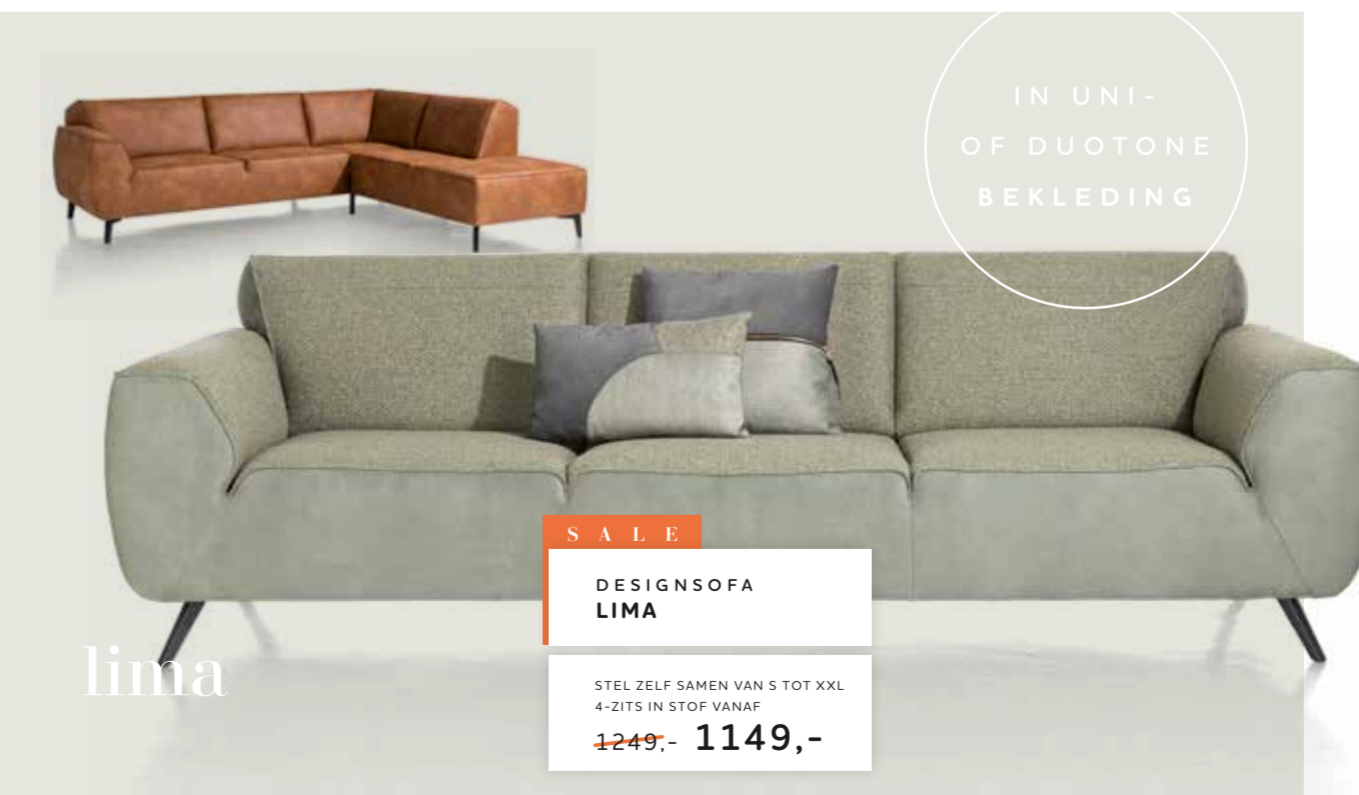 IN UNI-
OF DUOTONE
BEKLEDING
SALE
DESIGNSOFA
LIMA
lima
STEL ZELF SAMEN VAN S TOT XXL
4-ZITS IN STOF VANAF
1249,- 1149,-